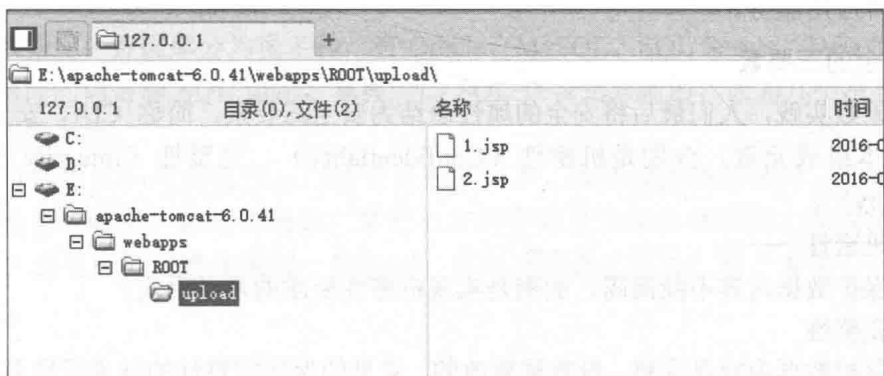 127.0.0.1 +
E:\apache-tomcat-6.0.41\webapps\ROOT\upload\
127.0.0.1 目录(0),文件(2) 名称 时间
C: 1.jsp 2016-0
D: 2.jsp 2016-0
E:
apache-tomcat-6.0.41
webapps
ROOT
upload